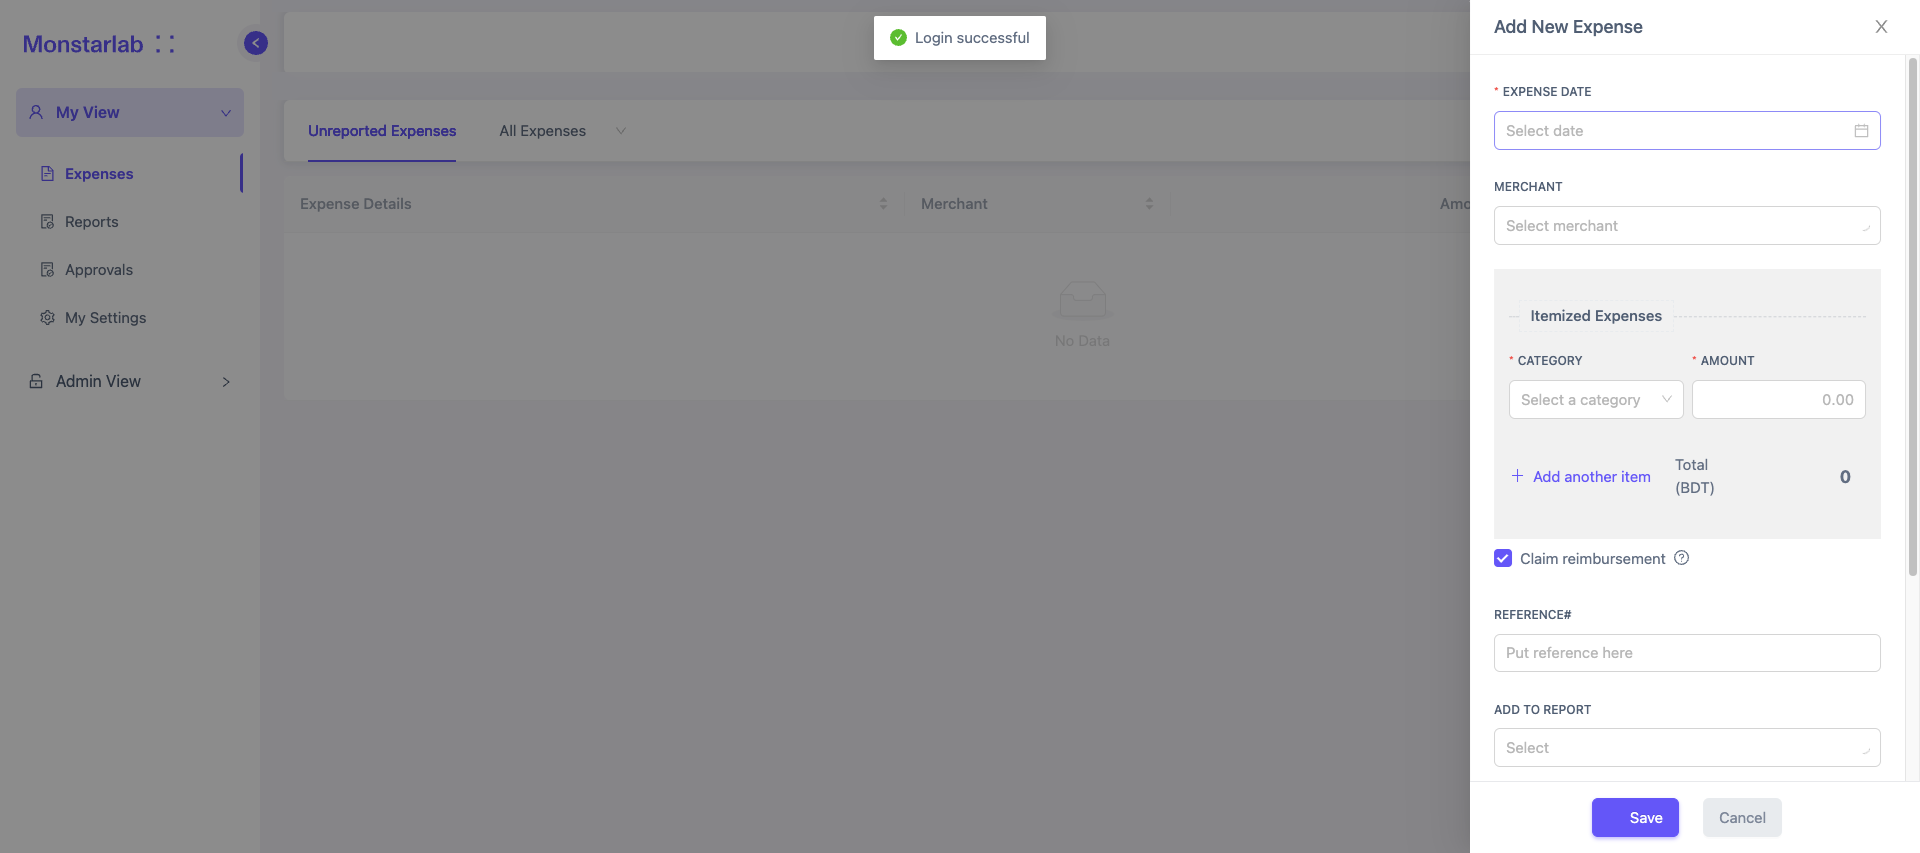 Monstarlab
Login successful
My View
Expenses
Reports
Approvals
My Settings
Admin View
Unreported Expenses
All Expenses
Expense Details
Merchant
Amo
No Data
Add New Expense
* EXPENSE DATE
Select date
MERCHANT
Select merchant
Itemized Expenses
* CATEGORY
* AMOUNT
Select a category
0.00
Add another item
Total
(BDT)
0
Claim reimbursement
REFERENCE#
Put reference here
ADD TO REPORT
Select
Save
Cancel